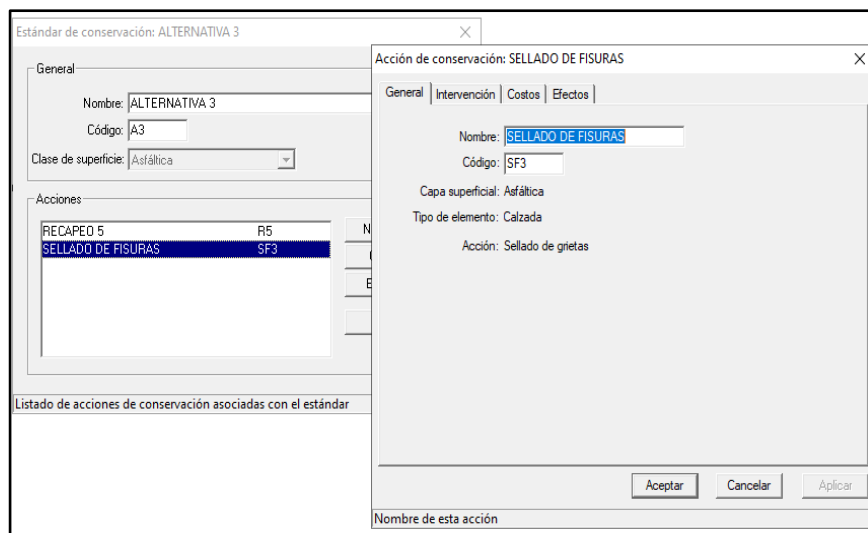 Estándar de conservación: ALTERNATIVA 3
General
Nombre: ALTERNATIVA 3
Código: A3
Clase de superficie: Asfáltica
Acciones
RECAPEO 5 R5
SELLADO DE FISURAS SF3
Listado de acciones de conservación asociadas con el estándar
Acción de conservación: SELLADO DE FISURAS
General Intervención Costos Efectos
Nombre: SELLADO DE FISURAS
Código: SF3
Capa superficial: Asfáltica
Tipo de elemento: Calzada
Acción: Sellado de grietas
Aceptar Cancelar Aplicar
Nombre de esta acción